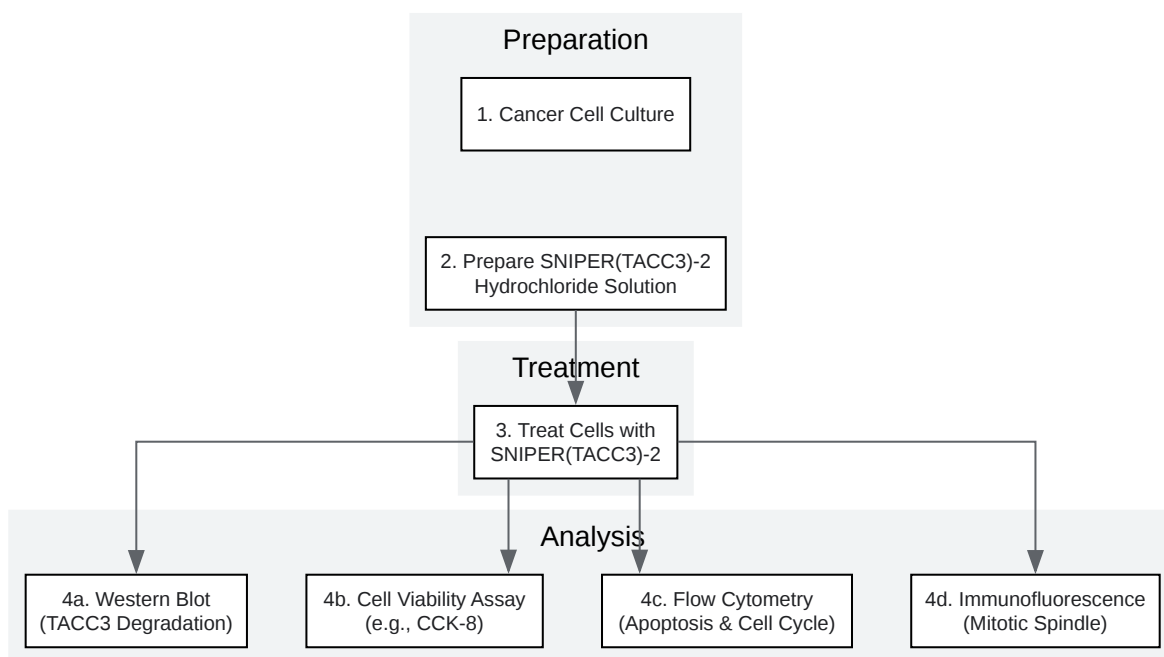 Preparation
1. Cancer Cell Culture
2. Prepare SNIPER(TACC3)-2
Hydrochloride Solution
Treatment
3. Treat Cells with
SNIPER(TACC3)-2
Analysis
4a. Western Blot
(TACC3 Degradation)
4b. Cell Viability Assay
(e.g., CCK-8)
4c. Flow Cytometry
(Apoptosis & Cell Cycle)
4d. Immunofluorescence
(Mitotic Spindle)